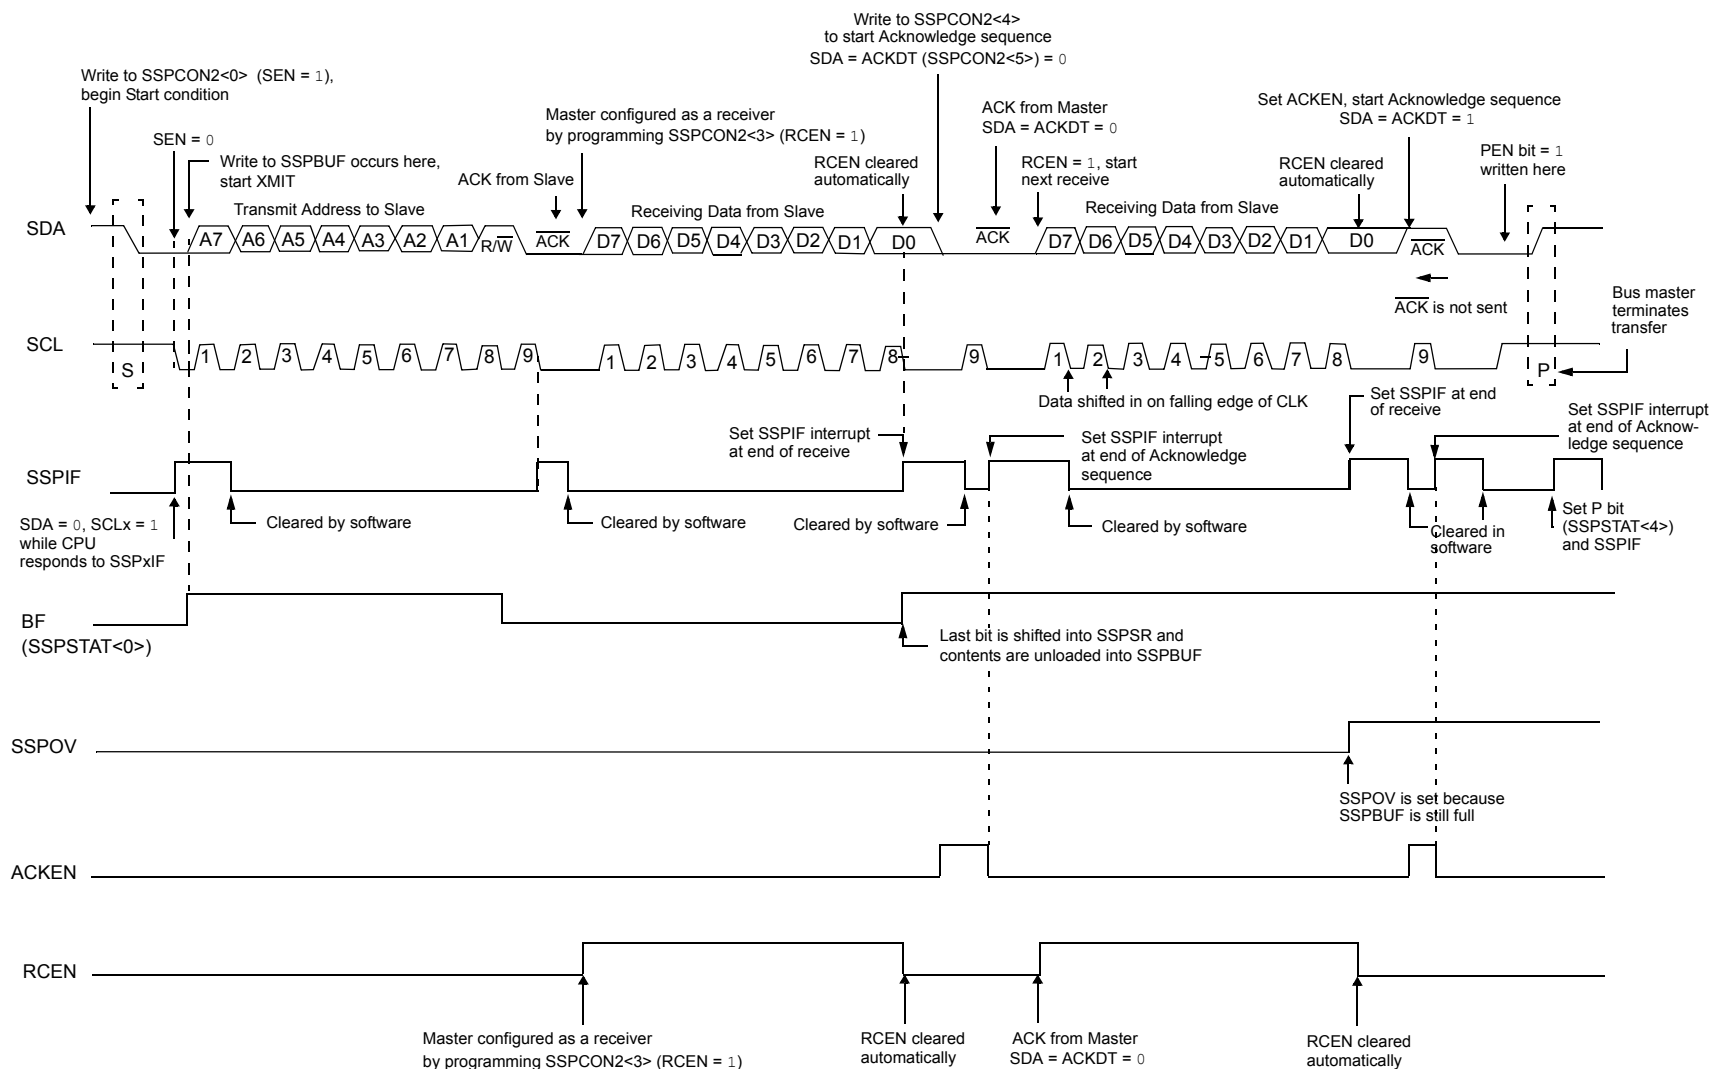 Write to SSPCON2<4>
to start Acknowledge sequence
SDA = ACKDT (SSPCON2<5>) = 0
Write to SSPCON2<0> (SEN = 1),
begin Start condition
Master configured as a receiver
by programming SSPCON2<3> (RCEN = 1)
ACK from Master
SDA = ACKDT = 0
Set ACKEN, start Acknowledge sequence
SDA = ACKDT = 1
SEN = 0
Write to SSPBUF occurs here,
start XMIT
ACK from Slave
RCEN cleared
automatically
RCEN = 1, start
next receive
RCEN cleared
automatically
PEN bit = 1
written here
Transmit Address to Slave
Receiving Data from Slave
Receiving Data from Slave
SDA
A7 A6 A5 A4 A3 A2 A1 R/W ACK D7 D6 D5 D4 D3 D2 D1 D0 ACK D7 D6 D5 D4 D3 D2 D1 D0 ACK
ACK is not sent
Bus master
terminates
transfer
SCL
S 1 2 3 4 5 6 7 8 9 1 2 3 4 5 6 7 8 9 1 2 3 4 5 6 7 8 9 P
Data shifted in on falling edge of CLK
Set SSPIF at end
of receive
Set SSPIF interrupt
at end of Acknow-
ledge sequence
Set SSPIF interrupt
at end of receive
Set SSPIF interrupt
at end of Acknowledge
sequence
SSPIF
SDA = 0, SCLx = 1
while CPU
responds to SSPxIF
Cleared by software
Cleared by software
Cleared by software
Cleared by software
Cleared in
software
Set P bit
(SSPSTAT<4>)
and SSPIF
BF
(SSPSTAT<0>)
Last bit is shifted into SSPSR and
contents are unloaded into SSPBUF
SSPOV
SSPOV is set because
SSPBUF is still full
ACKEN
RCEN
Master configured as a receiver
by programming SSPCON2<3> (RCEN = 1)
RCEN cleared
automatically
ACK from Master
SDA = ACKDT = 0
RCEN cleared
automatically